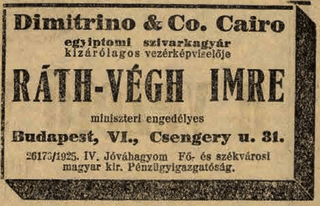 Dimitrino & Co. Cairo
egyiptomi szivarkagyár
kizárólagos vezérképviselője
RÁTH-VÉGH IMRE
miniszteri engedélyes
Budapest, VI., Csengery u. 31.
26173/1925. IV. Jóváhagyom Fő- és székvárosi
magyar kir. Pénzügyigazgatóság.